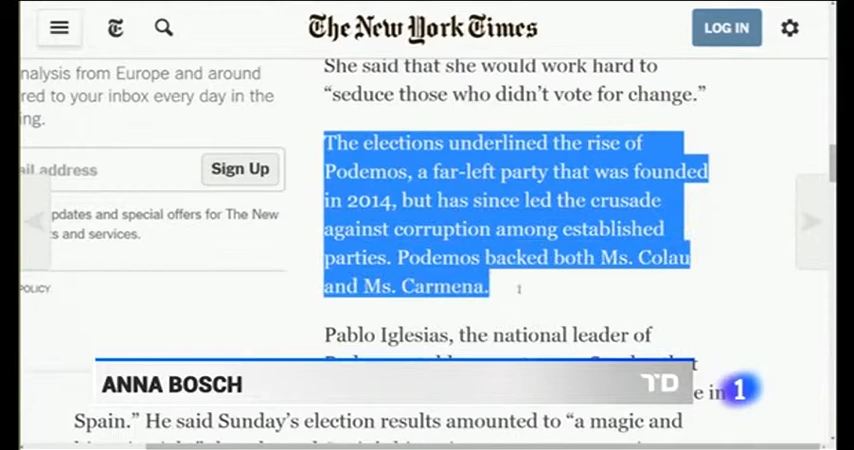 The New York Times
LOG IN
nalysis from Europe and around
red to your inbox every day in the
ng.
ail address
Sign Up
pdates and special offers for The New
s and services.
POLICY
She said that she would work hard to
“seduce those who didn’t vote for change.”
The elections underlined the rise of
Podemos, a far-left party that was founded
in 2014, but has since led the crusade
against corruption among established
parties. Podemos backed both Ms. Colau
and Ms. Carmena.
Pablo Iglesias, the national leader of
e in
Spain.” He said Sunday’s election results amounted to “a magic and
ANNA BOSCH
TD
1